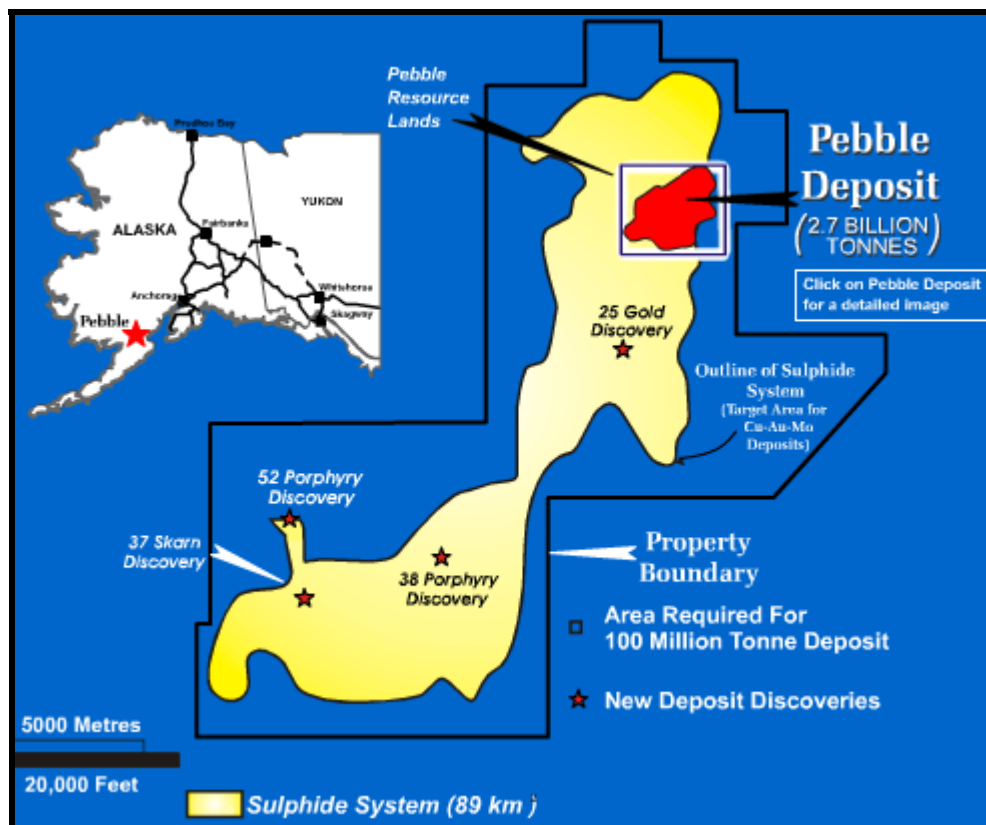 Pebble
Resource
Lands
Pebble
Deposit
(2.7 BILLION
TONNES)
Click on Pebble Deposit
for a detailed image
Prudhoe Bay
ALASKA
YUKON
Fairbanks
Anchorag
Whitehorse
Skagway
Pebble
25 Gold
Discovery
Outline of Sulphide
System
(Target Area for
Cu-Au-Mo
Deposits)
52 Porphyry
Discovery
37 Skarn
Discovery
38 Porphyry
Discovery
Property
Boundary
Area Required For
100 Million Tonne Deposit
New Deposit Discoveries
5000 Metres
20,000 Feet
Sulphide System (89 km )